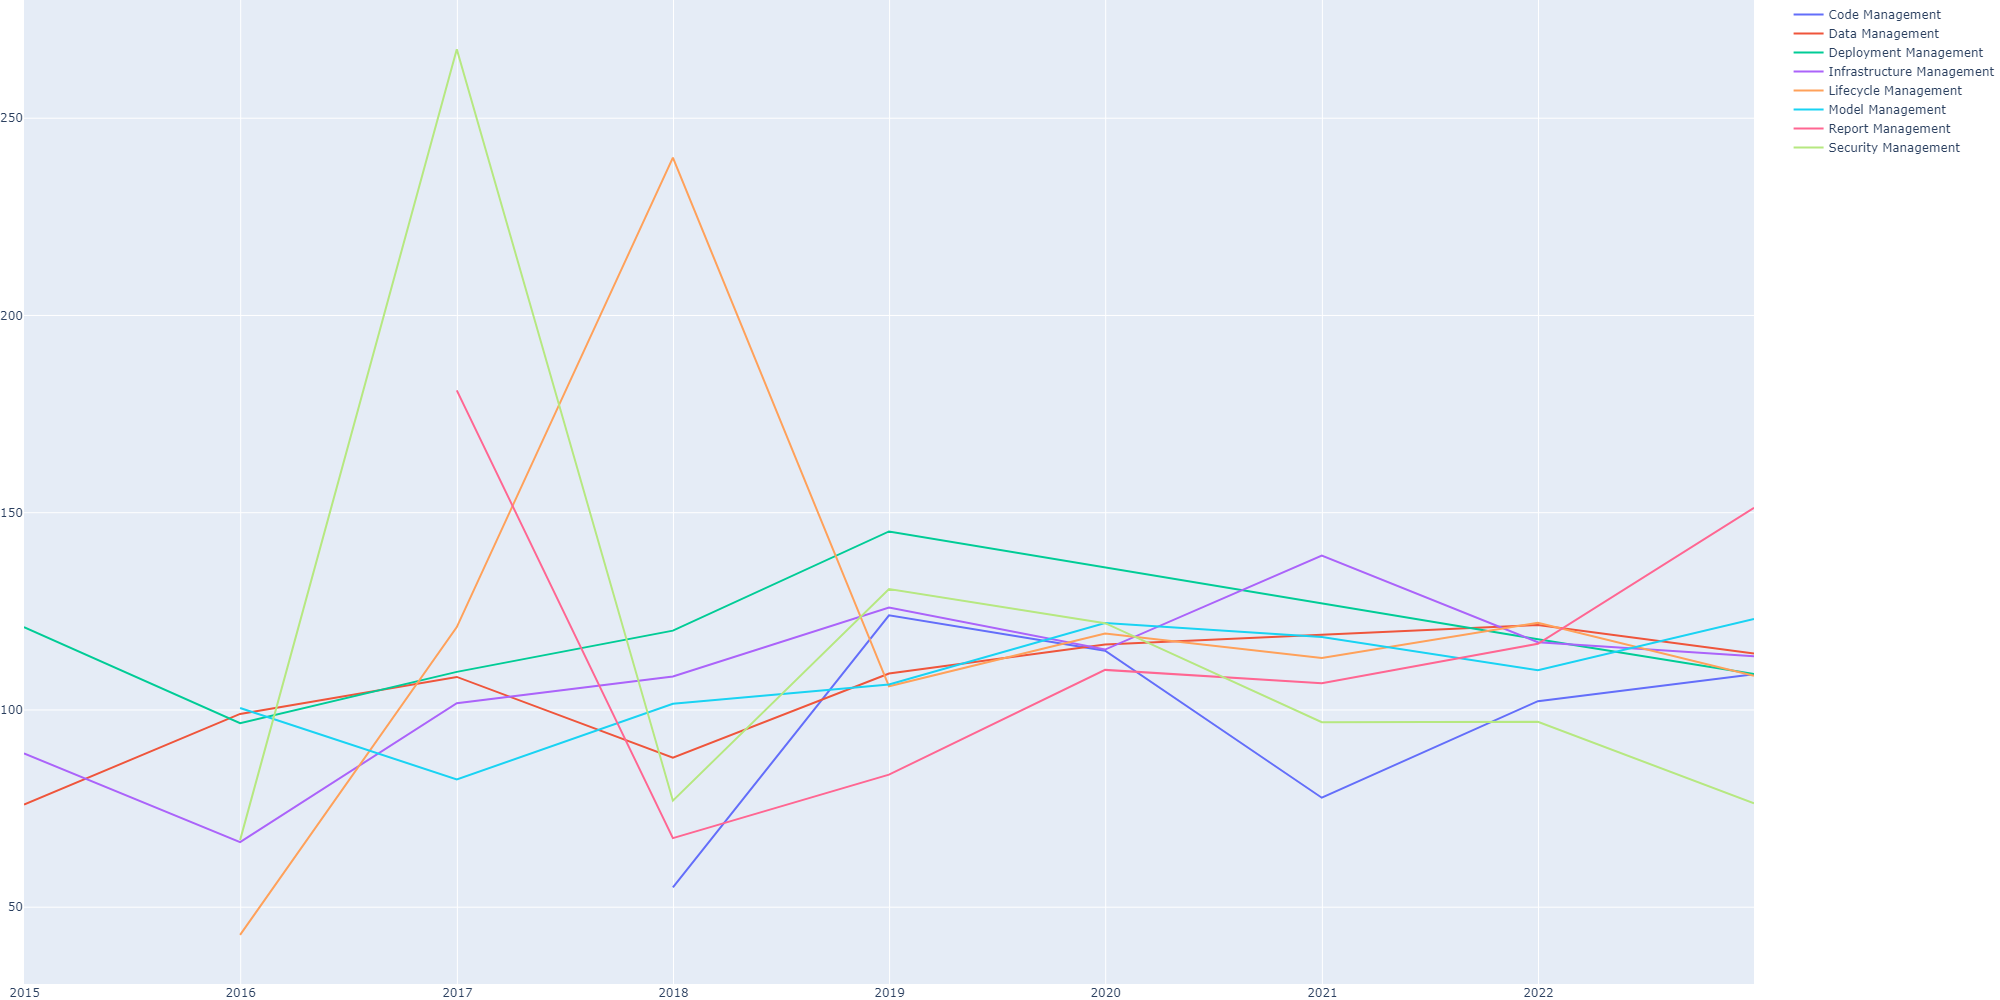 Code Management
Data Management
Deployment Management
Infrastructure Management
Lifecycle Management
Model Management
Report Management
Security Management
250
200
150
100
50
2015 2016 2017 2018 2019 2020 2021 2022